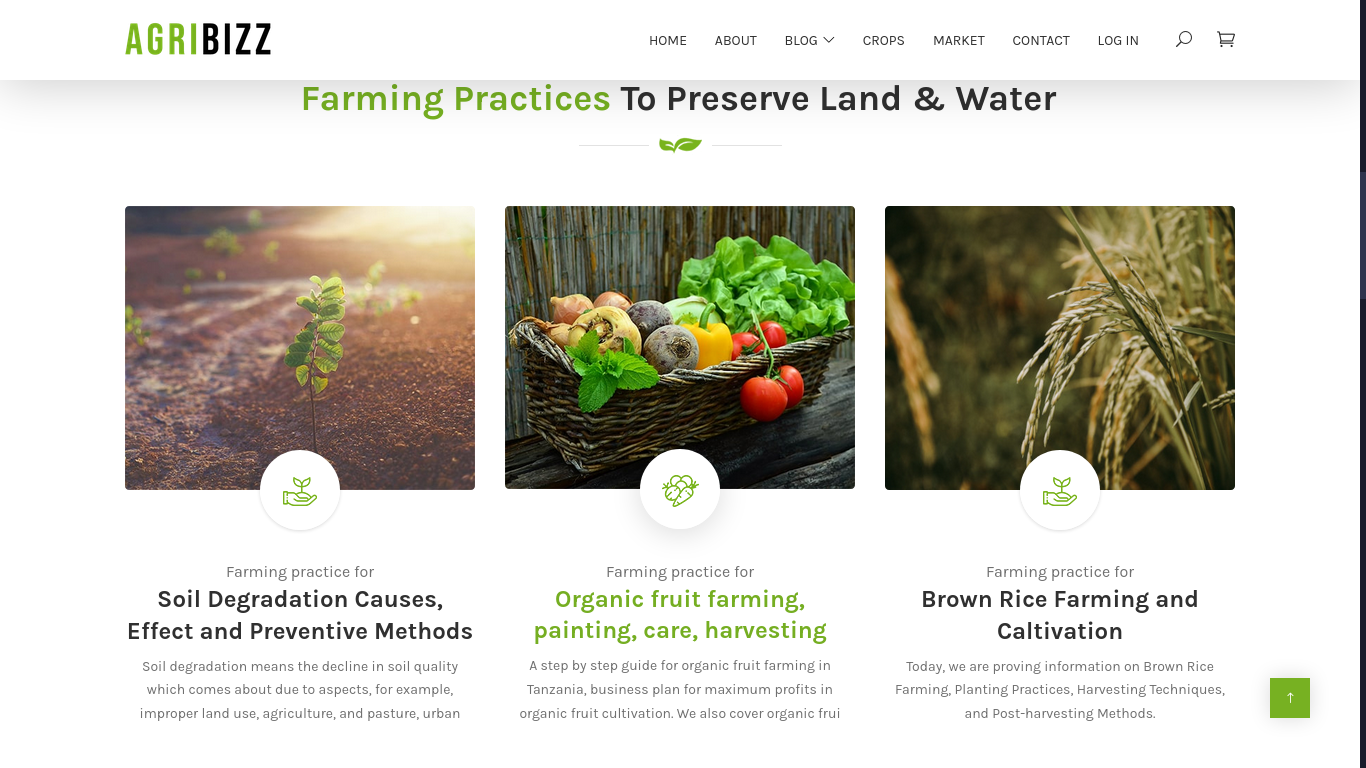 AGRIBIZZ
HOME ABOUT BLOG CROPS MARKET CONTACT LOG IN
Farming Practices To Preserve Land & Water
Farming practice for
Soil Degradation Causes,
Effect and Preventive Methods
Soil degradation means the decline in soil quality
which comes about due to aspects, for example,
improper land use, agriculture, and pasture, urban
Farming practice for
Organic fruit farming,
painting, care, harvesting
A step by step guide for organic fruit farming in
Tanzania, business plan for maximum profits in
organic fruit cultivation. We also cover organic frui
Farming practice for
Brown Rice Farming and
Cultivation
Today, we are proving information on Brown Rice
Farming, Planting Practices, Harvesting Techniques,
and Post-harvesting Methods.